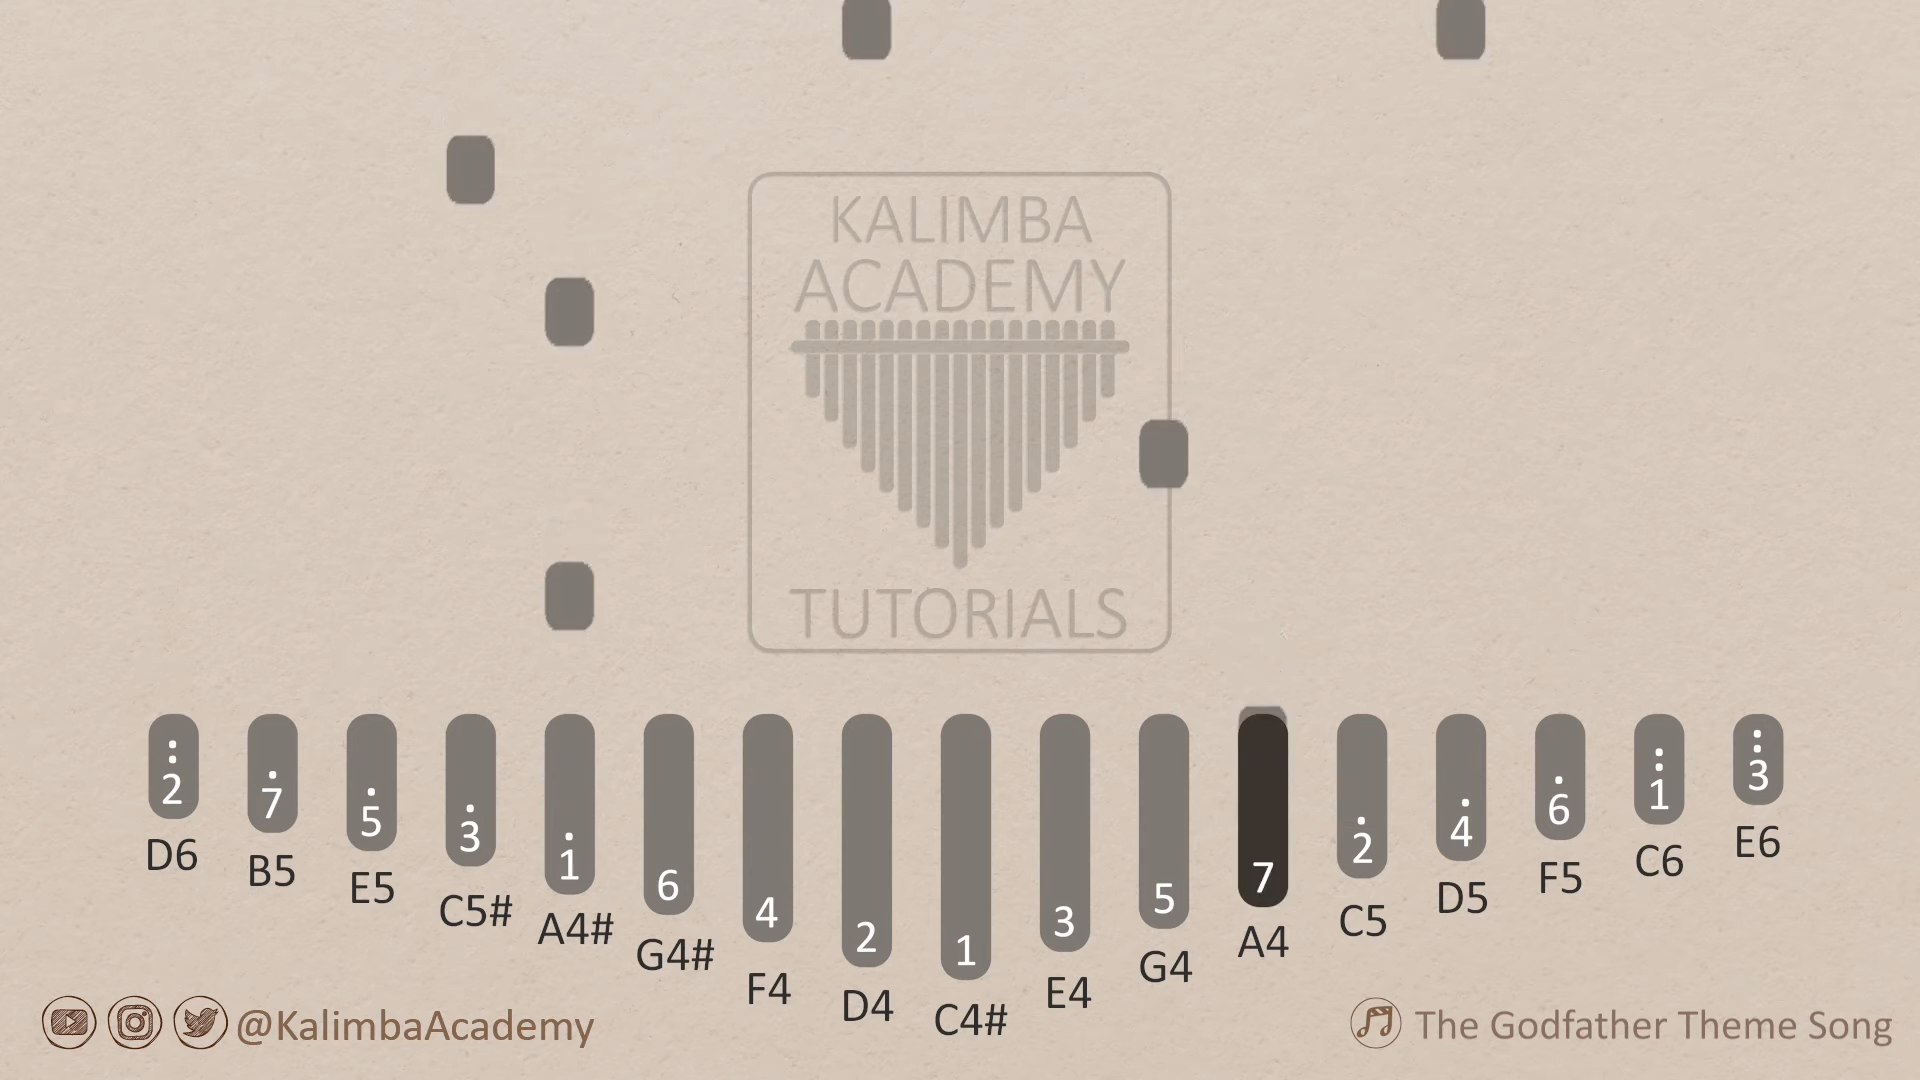 KALIMBA
ACADEMY
TUTORIALS
2 7 5 3 1 6 4 2 1 3 5 7 2 4 6 1 3
D6 B5 E5 C5# A4# G4# F4 D4 C4# E4 G4 A4 C5 D5 F5 C6 E6
@KalimbaAcademy
The Godfather Theme Song